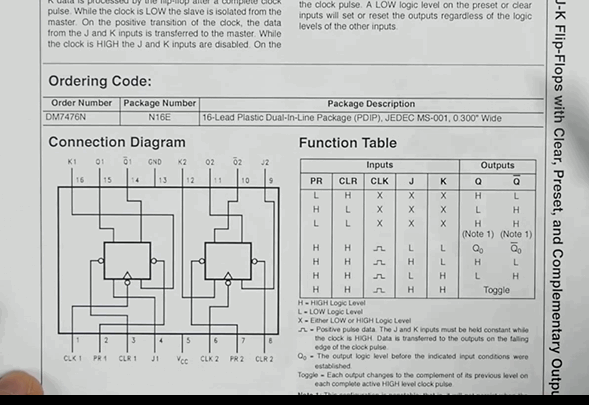 K data is processed by the flip-flop after a complete clock
pulse. While the clock is LOW the slave is isolated from the
master. On the positive transition of the clock, the data
from the J and K inputs is transferred to the master. While
the clock is HIGH the J and K inputs are disabled. On the
the clock pulse. A LOW logic level on the preset or clear
inputs will set or reset the outputs regardless of the logic
levels of the other inputs.
Ordering Code:
Order Number Package Number Package Description
DM7476N N16E 16-Lead Plastic Dual-In-Line Package (PDIP), JEDEC MS-001, 0.300" Wide
Connection Diagram
K1 Q1 Q̅1 GND K2 Q2 Q̅2 J2
16 15 14 13 12 11 10 9
1 2 3 4 5 6 7 8
CLK 1 PR 1 CLR 1 J1 VCC CLK 2 PR 2 CLR 2
Function Table
Inputs Outputs
PR CLR CLK J K Q Q̅
L H X X X H L
H L X X X L H
L L X X X H H
(Note 1) (Note 1)
H H ⎍ L L Q0 Q̅0
H H ⎍ H L H L
H H ⎍ L H L H
H H ⎍ H H Toggle
H = HIGH Logic Level
L = LOW Logic Level
X = Either LOW or HIGH Logic Level
⎍ = Positive pulse data. The J and K inputs must be held constant while
the clock is HIGH. Data is transferred to the outputs on the falling
edge of the clock pulse.
Q0 = The output logic level before the indicated input conditions were
established.
Toggle = Each output changes to the complement of its previous level on
each complete active HIGH level clock pulse.
J-K Flip-Flops with Clear, Preset, and Complementary Outpu